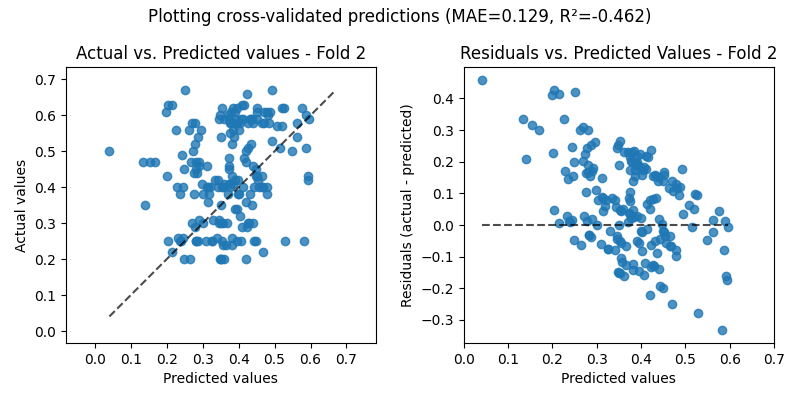 Plotting cross-validated predictions (MAE=0.129, R²=-0.462)
Actual vs. Predicted values - Fold 2
Actual values
0.7
0.6
0.5
0.4
0.3
0.2
0.1
0.0
0.0 0.1 0.2 0.3 0.4 0.5 0.6 0.7
Predicted values
Residuals vs. Predicted Values - Fold 2
Residuals (actual - predicted)
0.4
0.3
0.2
0.1
0.0
−0.1
−0.2
−0.3
0.0 0.1 0.2 0.3 0.4 0.5 0.6 0.7
Predicted values